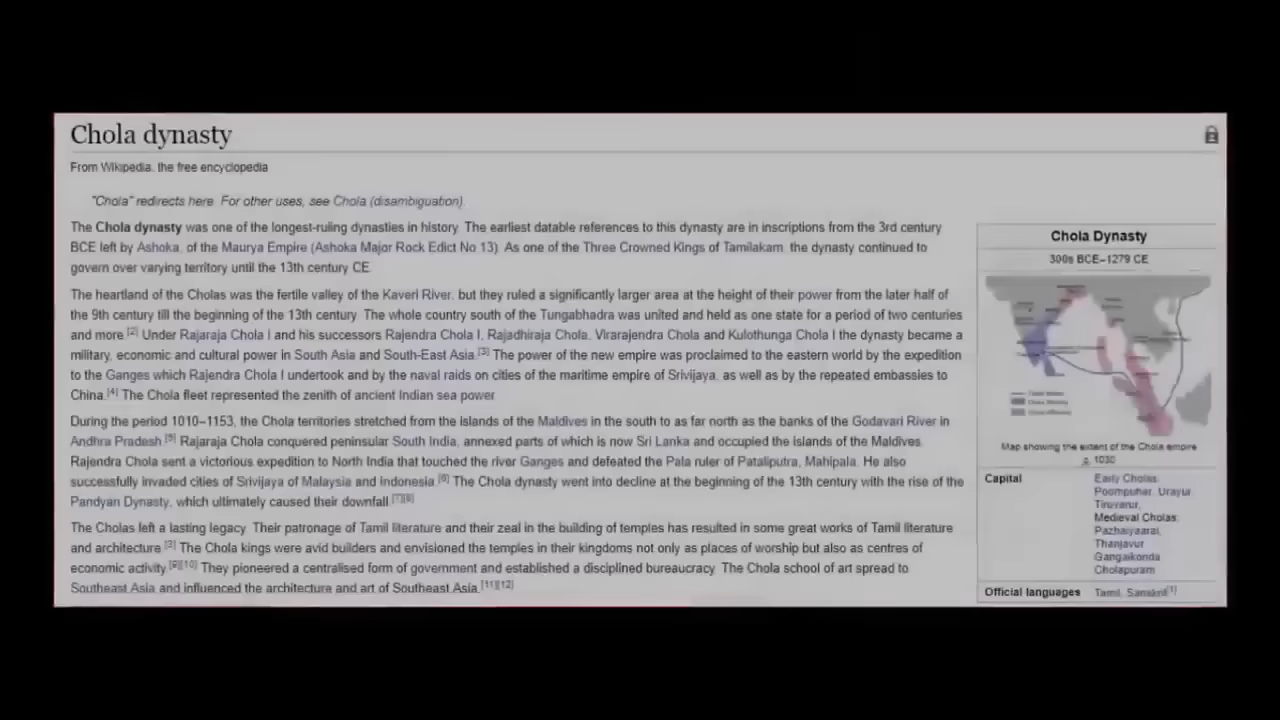 Chola dynasty
From Wikipedia, the free encyclopedia
"Chola" redirects here. For other uses, see Chola (disambiguation).
The Chola dynasty was one of the longest-ruling dynasties in history. The earliest datable references to this dynasty are in inscriptions from the 3rd century
BCE left by Ashoka, of the Maurya Empire (Ashoka Major Rock Edict No 13). As one of the Three Crowned Kings of Tamilakam, the dynasty continued to
govern over varying territory until the 13th century CE.
The heartland of the Cholas was the fertile valley of the Kaveri River, but they ruled a significantly larger area at the height of their power from the later half of
the 9th century till the beginning of the 13th century. The whole country south of the Tungabhadra was united and held as one state for a period of two centuries
and more.[2] Under Rajaraja Chola I and his successors Rajendra Chola I, Rajadhiraja Chola, Virarajendra Chola and Kulothunga Chola I the dynasty became a
military, economic and cultural power in South Asia and South-East Asia.[3] The power of the new empire was proclaimed to the eastern world by the expedition
to the Ganges which Rajendra Chola I undertook and by the naval raids on cities of the maritime empire of Srivijaya, as well as by the repeated embassies to
China.[4] The Chola fleet represented the zenith of ancient Indian sea power.
During the period 1010–1153, the Chola territories stretched from the islands of the Maldives in the south to as far north as the banks of the Godavari River in
Andhra Pradesh.[5] Rajaraja Chola conquered peninsular South India, annexed parts of which is now Sri Lanka and occupied the islands of the Maldives.
Rajendra Chola sent a victorious expedition to North India that touched the river Ganges and defeated the Pala ruler of Pataliputra, Mahipala. He also
successfully invaded cities of Srivijaya of Malaysia and Indonesia.[6] The Chola dynasty went into decline at the beginning of the 13th century with the rise of the
Pandyan Dynasty, which ultimately caused their downfall.[7][8]
The Cholas left a lasting legacy. Their patronage of Tamil literature and their zeal in the building of temples has resulted in some great works of Tamil literature
and architecture.[3] The Chola kings were avid builders and envisioned the temples in their kingdoms not only as places of worship but also as centres of
economic activity.[9][10] They pioneered a centralised form of government and established a disciplined bureaucracy. The Chola school of art spread to
Southeast Asia and influenced the architecture and art of Southeast Asia.[11][12]
Chola Dynasty
300s BCE–1279 CE
Map showing the extent of the Chola empire
c. 1030
Capital
Early Cholas:
Poompuhar, Urayur,
Tiruvarur,
Medieval Cholas:
Pazhaiyaarai,
Thanjavur
Gangaikonda
Cholapuram
Official languages
Tamil, Sanskrit[1]